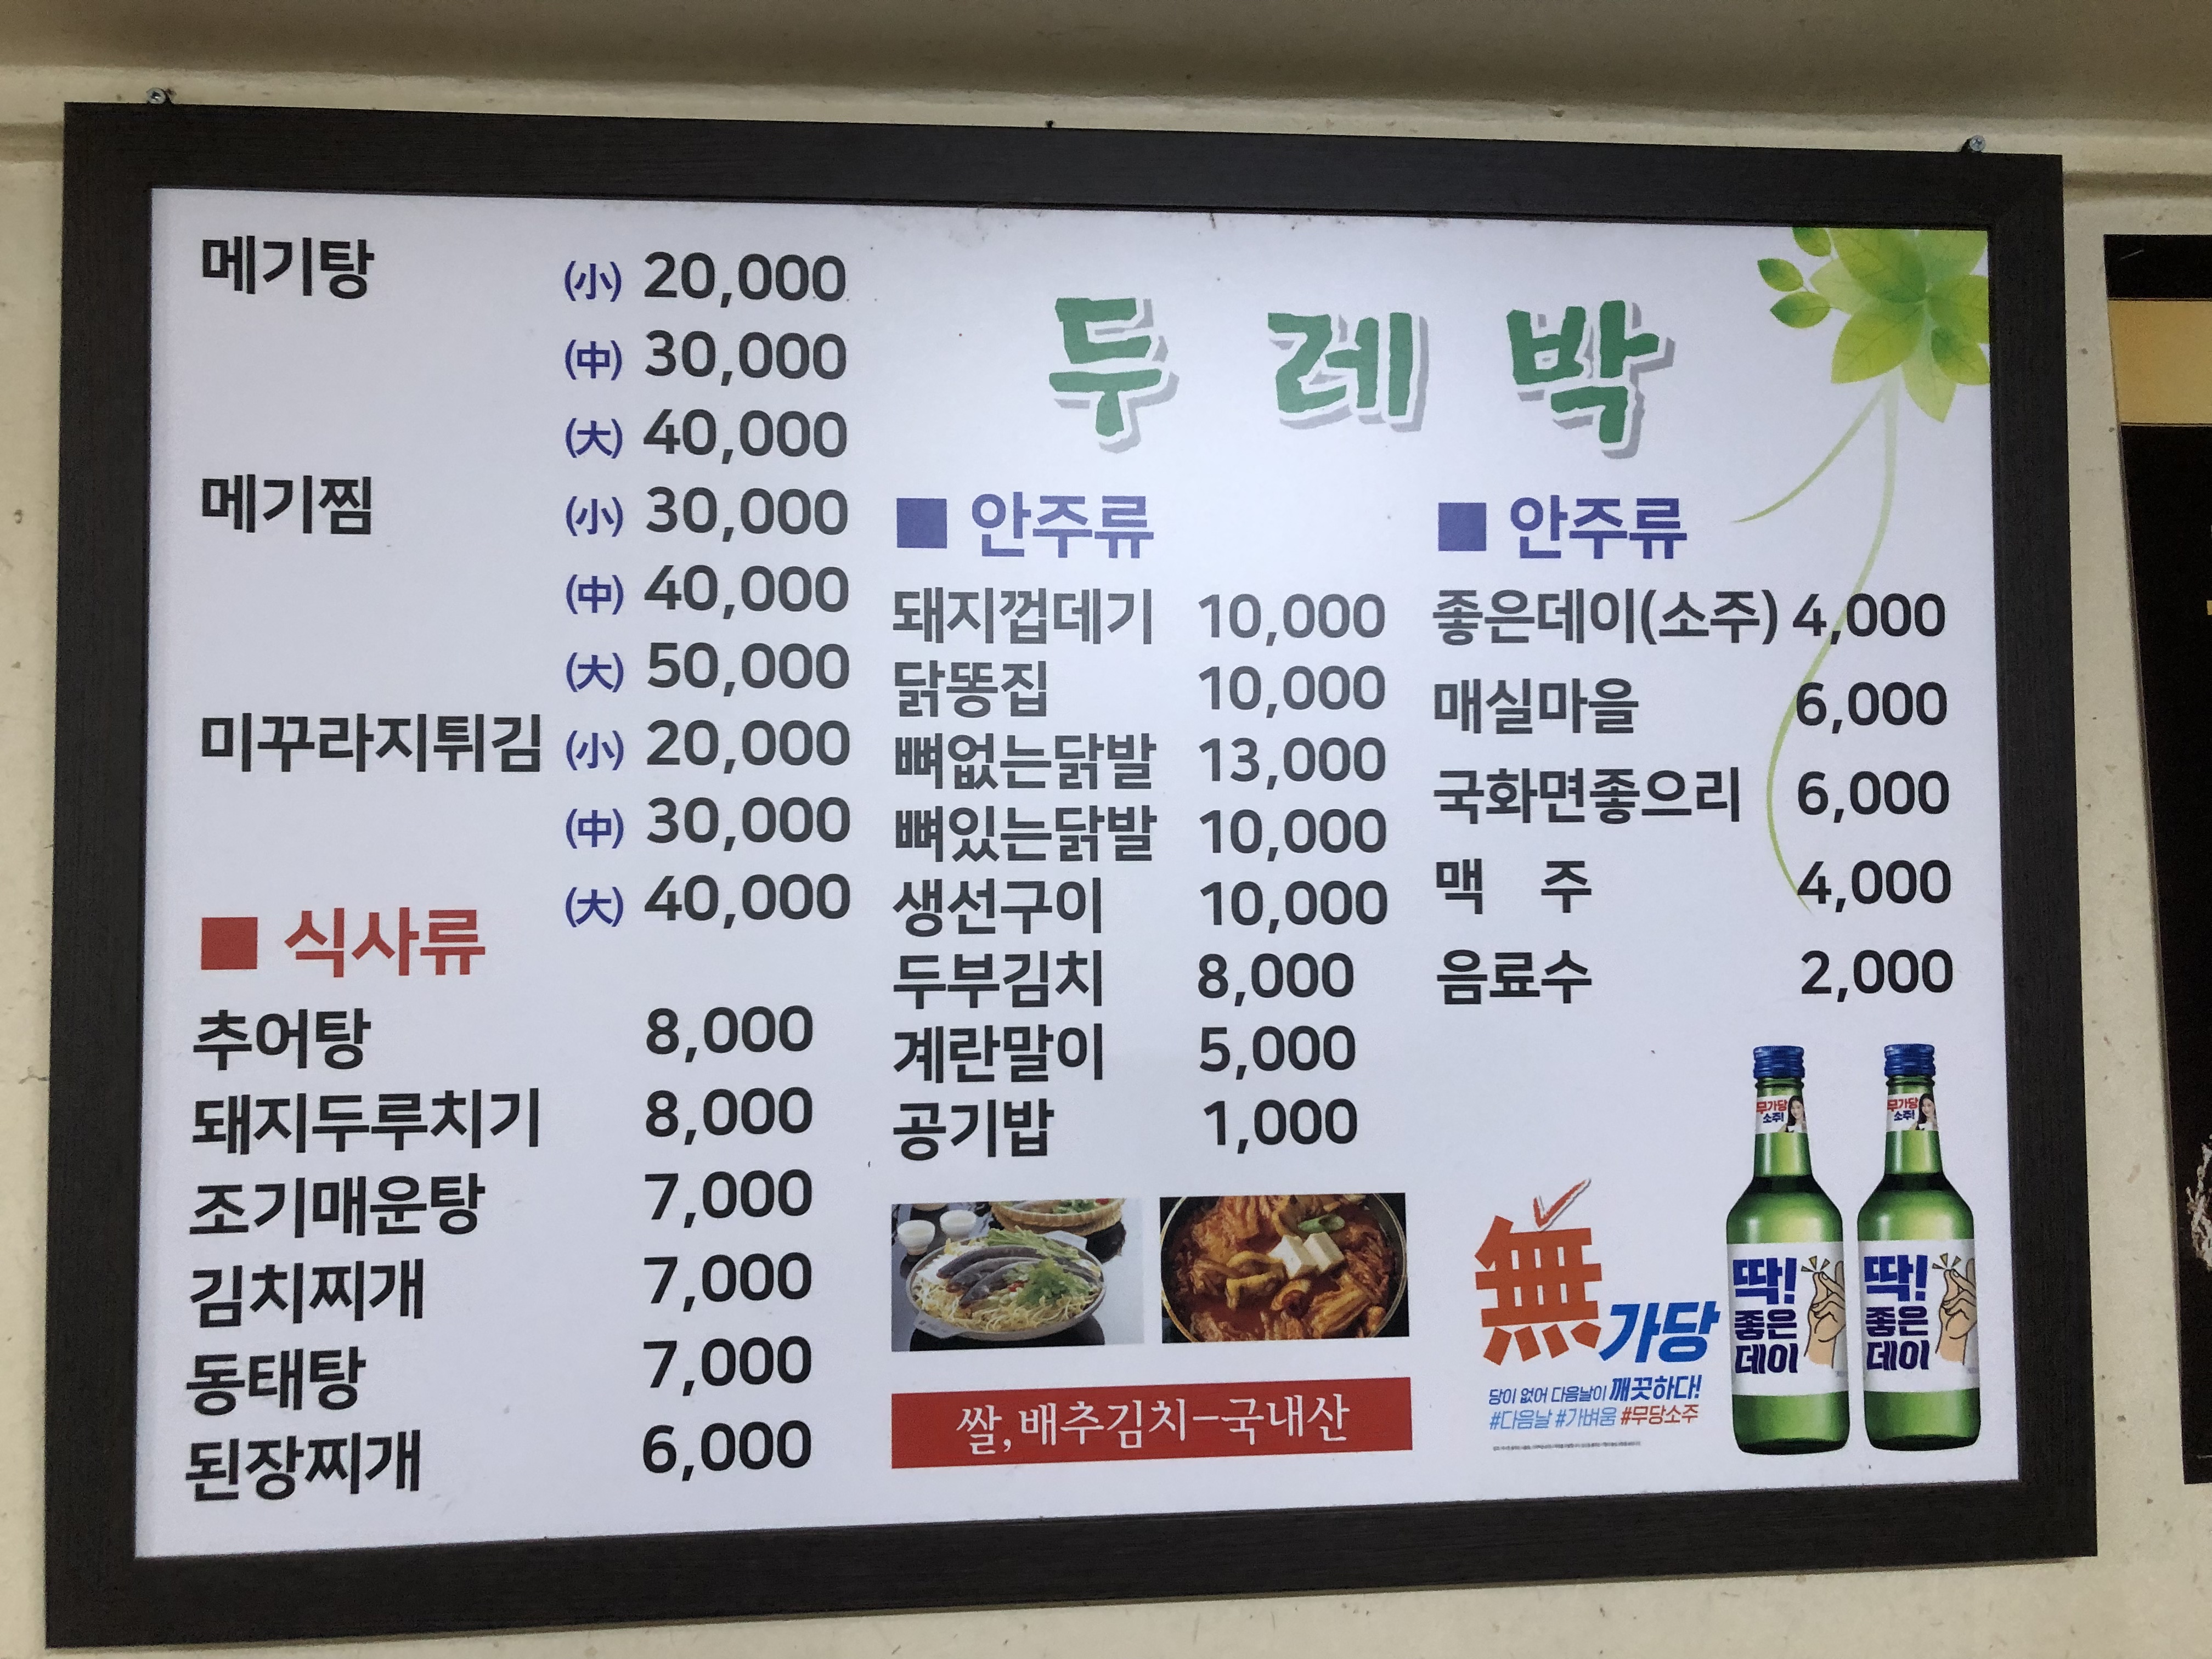 메기탕 (小) 20,000
(中) 30,000
(大) 40,000
메기찜 (小) 30,000
(中) 40,000
(大) 50,000
미꾸라지튀김 (小) 20,000
(中) 30,000
(大) 40,000
■ 식사류
추어탕 8,000
돼지두루치기 8,000
조기매운탕 7,000
김치찌개 7,000
동태탕 7,000
된장찌개 6,000
두레박
■ 안주류
돼지껍데기 10,000
닭똥집 10,000
뼈없는닭발 13,000
뼈있는닭발 10,000
생선구이 10,000
두부김치 8,000
계란말이 5,000
공기밥 1,000
쌀,배추김치-국내산
■ 안주류
좋은데이(소주) 4,000
매실마을 6,000
국화면좋으리 6,000
맥 주 4,000
음료수 2,000
無가당
당이 없어 다음날이 깨끗하다!
#다음날 #가벼움 #무당소주
무가당
소주!
딱!
좋은
데이
무가당
소주!
딱!
좋은
데이